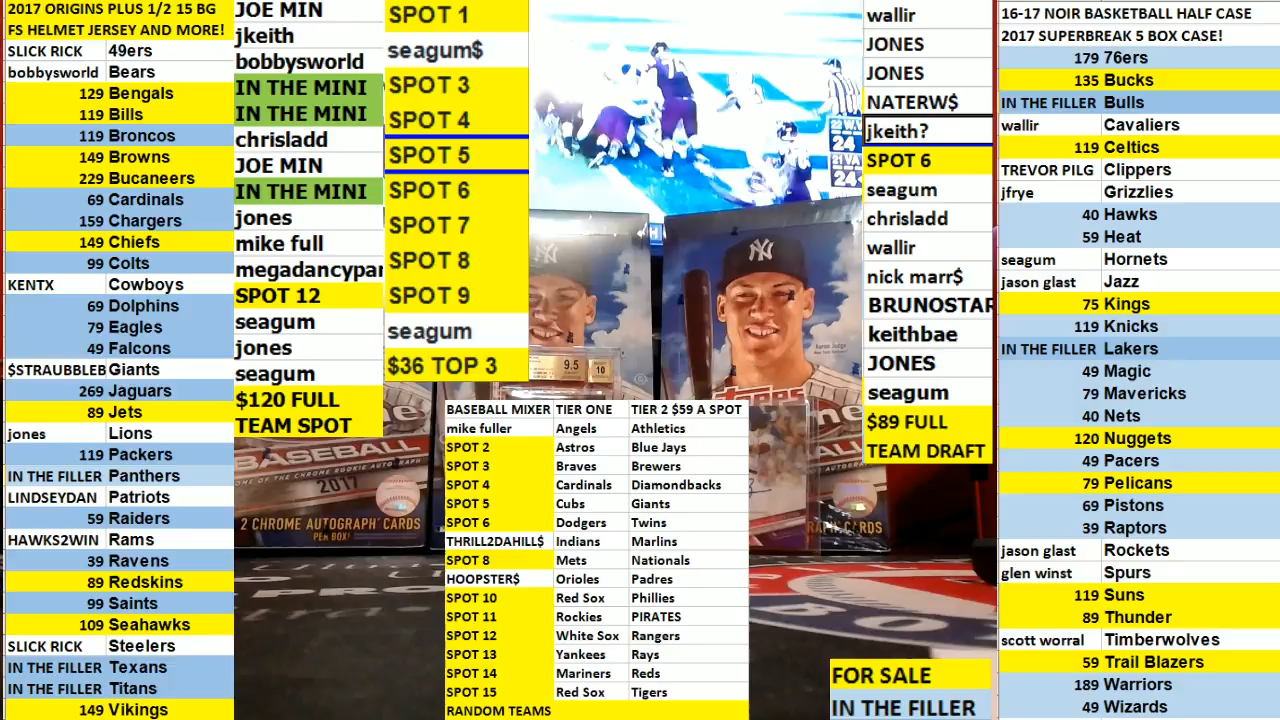 2017 ORIGINS PLUS 1/2 15 BG
FS HELMET JERSEY AND MORE!
SLICK RICK 49ers
bobbysworld Bears
129 Bengals
119 Bills
119 Broncos
149 Browns
229 Bucaneers
69 Cardinals
159 Chargers
149 Chiefs
99 Colts
KENTX Cowboys
69 Dolphins
79 Eagles
49 Falcons
$STRAUBBLEB Giants
269 Jaguars
89 Jets
jones Lions
119 Packers
IN THE FILLER Panthers
LINDSEYDAN Patriots
59 Raiders
HAWKS2WIN Rams
39 Ravens
89 Redskins
99 Saints
109 Seahawks
SLICK RICK Steelers
IN THE FILLER Texans
IN THE FILLER Titans
149 Vikings
JOE MIN
jkeith
bobbysworld
IN THE MINI
IN THE MINI
chrisladd
JOE MIN
IN THE MINI
jones
mike full
megadancypar
SPOT 12
seagum
jones
seagum
$120 FULL
TEAM SPOT
SPOT 1
seagum$
SPOT 3
SPOT 4
SPOT 5
SPOT 6
SPOT 7
SPOT 8
SPOT 9
seagum
$36 TOP 3
24
24
9.5
10
Aaron Judge
topps
BASEBALL
2017
2 CHROME AUTOGRAPH CARDS
PER BOX!
BASEBALL MIXER TIER ONE TIER 2 $59 A SPOT
mike fuller Angels Athletics
SPOT 2 Astros Blue Jays
SPOT 3 Braves Brewers
SPOT 4 Cardinals Diamondbacks
SPOT 5 Cubs Giants
SPOT 6 Dodgers Twins
THRILL2DAHILL$ Indians Marlins
SPOT 8 Mets Nationals
HOOPSTER$ Orioles Padres
SPOT 10 Red Sox Phillies
SPOT 11 Rockies PIRATES
SPOT 12 White Sox Rangers
SPOT 13 Yankees Rays
SPOT 14 Mariners Reds
SPOT 15 Red Sox Tigers
RANDOM TEAMS
wallir
JONES
JONES
NATERW$
jkeith?
SPOT 6
seagum
chrisladd
wallir
nick marr$
BRUNOSTAR
keithbae
JONES
seagum
$89 FULL
TEAM DRAFT
FOR SALE
IN THE FILLER
16-17 NOIR BASKETBALL HALF CASE
2017 SUPERBREAK 5 BOX CASE!
179 76ers
135 Bucks
IN THE FILLER Bulls
wallir Cavaliers
119 Celtics
TREVOR PILG Clippers
jfrye Grizzlies
40 Hawks
59 Heat
seagum Hornets
jason glast Jazz
75 Kings
119 Knicks
IN THE FILLER Lakers
49 Magic
79 Mavericks
40 Nets
120 Nuggets
49 Pacers
79 Pelicans
69 Pistons
39 Raptors
jason glast Rockets
glen winst Spurs
119 Suns
89 Thunder
scott worral Timberwolves
59 Trail Blazers
189 Warriors
49 Wizards